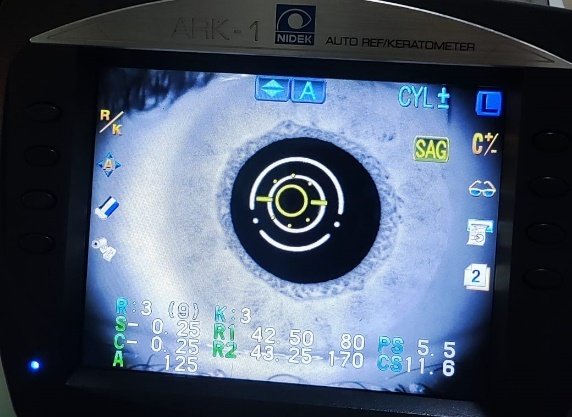 ARK-1
NIDEK
AUTO REF/KERATOMETER
A
CYL±
L
R/K
SAG
C+/-
A
2
R:3 (9) K:3
S- 0.25 R1 42.50 80 PS 5.5
C- 0.25 R2 43.25-170 CS11.6
A 125